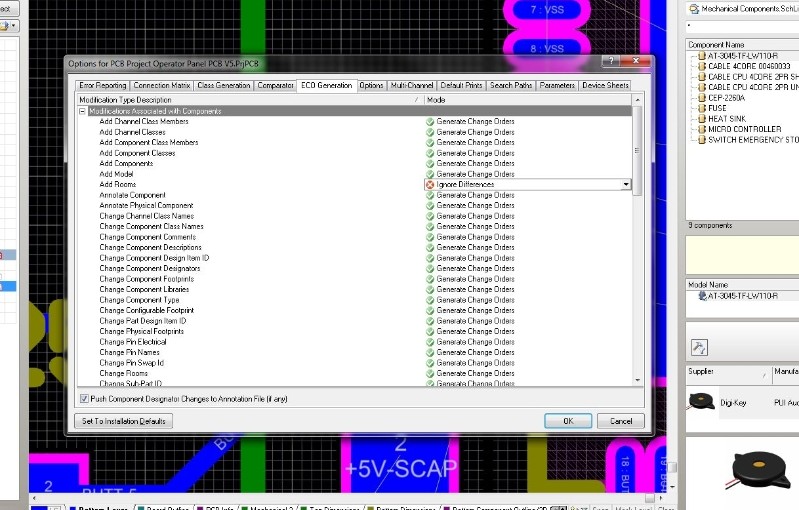 ect
7 : VSS
8 : VSS
Mechanical Components.SchLi
Options for PCB Project Operator Panel PCB V5.PrjPCB
Error Reporting Connection Matrix Class Generation Comparator ECO Generation Options Multi-Channel Default Prints Search Paths Parameters Device Sheets
Modification Type Description Mode
Modifications Associated with Components
Add Channel Class Members Generate Change Orders
Add Channel Classes Generate Change Orders
Add Component Class Members Generate Change Orders
Add Component Classes Generate Change Orders
Add Components Generate Change Orders
Add Model Generate Change Orders
Add Rooms Ignore Differences
Annotate Component Generate Change Orders
Annotate Physical Component Generate Change Orders
Change Channel Class Names Generate Change Orders
Change Component Class Names Generate Change Orders
Change Component Comments Generate Change Orders
Change Component Descriptions Generate Change Orders
Change Component Design Item ID Generate Change Orders
Change Component Designators Generate Change Orders
Change Component Footprints Generate Change Orders
Change Component Libraries Generate Change Orders
Change Component Type Generate Change Orders
Change Configurable Footprint Generate Change Orders
Change Part Design Item ID Generate Change Orders
Change Physical Footprints Generate Change Orders
Change Pin Electrical Generate Change Orders
Change Pin Names Generate Change Orders
Change Pin Swap Id Generate Change Orders
Change Rooms Generate Change Orders
Change Sub-Part ID Generate Change Orders
Push Component Designator Changes to Annotation File (if any)
Set To Installation Defaults OK Cancel
Component Name
AT-3045-TF-LW110-R
CABLE 4CORE 00460033
CABLE CPU 4CORE 2PR SH
CABLE CPU 4CORE 2PR UN
CEP-2260A
FUSE
HEAT SINK
MICRO CONTROLLER
SWITCH EMERGENCY STO
9 components
Model Name
AT-3045-TF-LW110-R
Supplier Manufa
Digi-Key PUI Aud
2
+5V-SCAP
2
BUTT-5
18 : BUT
19 : BU
Bottom Layer Board Outline PCB Info Mechanical 2 Top Dimensions Bottom Dimensions Bottom Component Outline/2D Snap Mask Level Clear